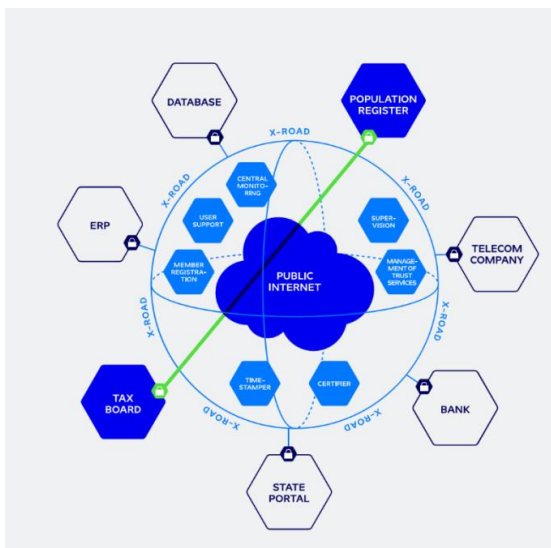 DATABASE
POPULATION
REGISTER
X-ROAD
X-ROAD
X-ROAD
CENTRAL
MONITO-
RING
USER
SUPPORT
SUPER-
VISION
ERP
TELECOM
COMPANY
MEMBER
REGISTRA-
TION
PUBLIC
INTERNET
MANAGE-
MENT OF
TRUST
SERVICES
X-ROAD
X-ROAD
TIME-
STAMPER
CERTIFIER
TAX
BOARD
BANK
X-ROAD
X-ROAD
STATE
PORTAL